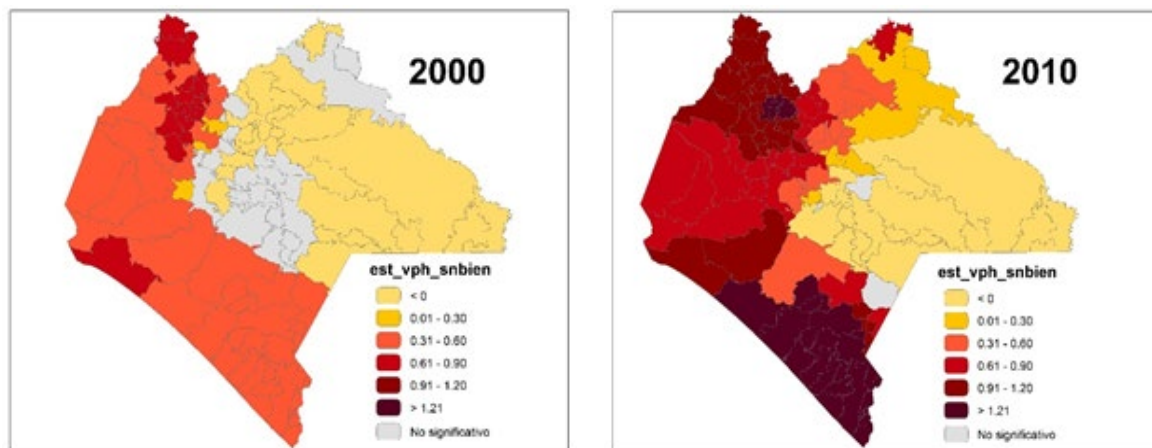 2000
est_vph_snbien
< 0
0.01 - 0.30
0.31 - 0.60
0.61 - 0.90
0.91 - 1.20
> 1.21
No significativo
2010
est_vph_snbien
< 0
0.01 - 0.30
0.31 - 0.60
0.61 - 0.90
0.91 - 1.20
> 1.21
No significativo